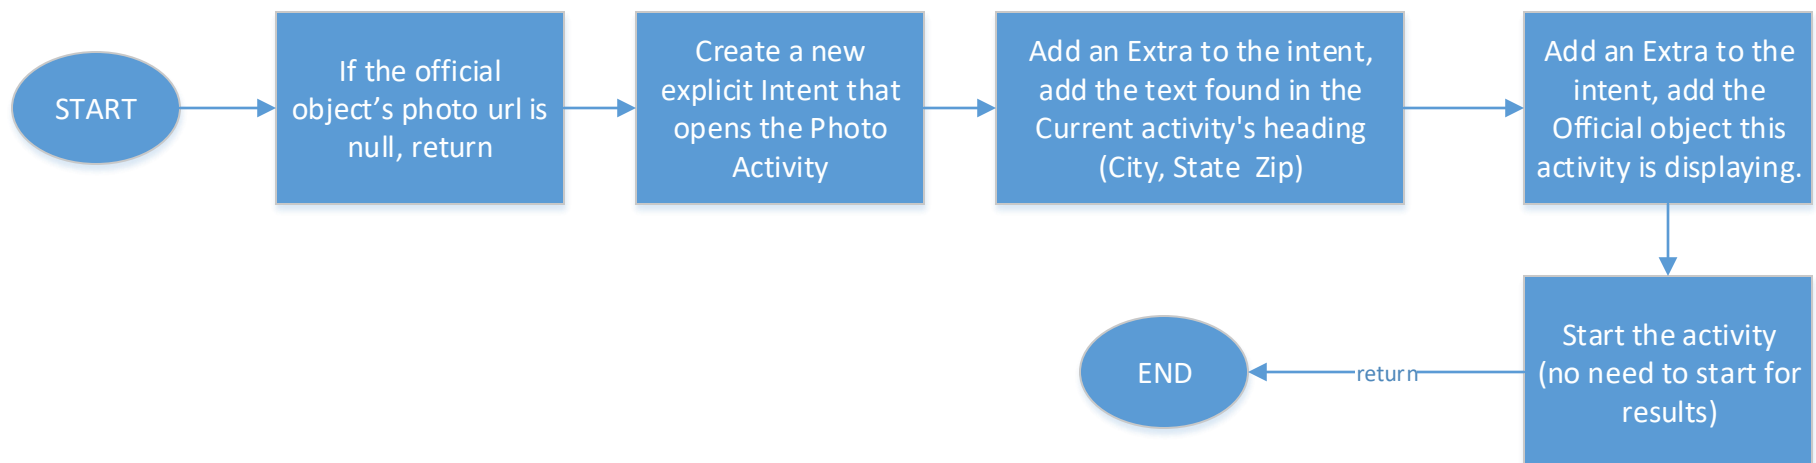 START
If the official
object’s photo url is
null, return
Create a new
explicit Intent that
opens the Photo
Activity
Add an Extra to the intent,
add the text found in the
Current activity's heading
(City, State  Zip)
Add an Extra to the
intent, add the
Official object this
activity is displaying.
Start the activity
(no need to start for
results)
return
END